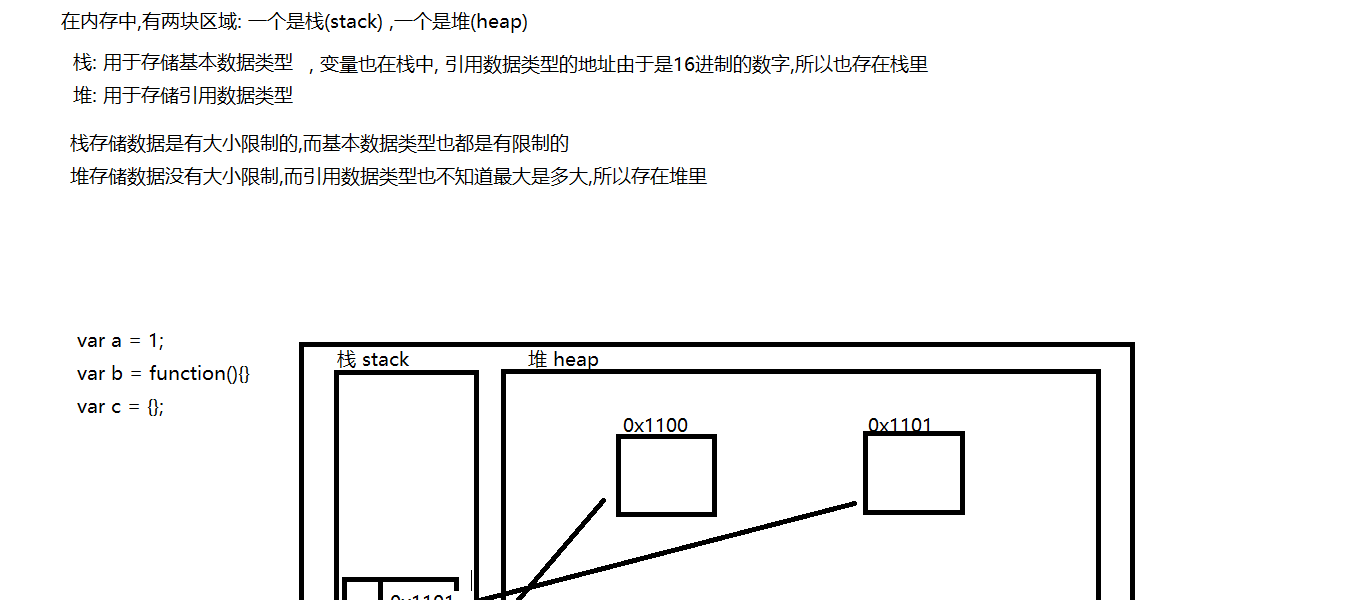 在内存中,有两块区域: 一个是栈(stack) ,一个是堆(heap)
栈: 用于存储基本数据类型 , 变量也在栈中, 引用数据类型的地址由于是16进制的数字,所以也存在栈里
堆: 用于存储引用数据类型
栈存储数据是有大小限制的,而基本数据类型也都是有限制的
堆存储数据没有大小限制,而引用数据类型也不知道最大是多大,所以存在堆里
var a = 1;
var b = function(){}
var c = {};
栈 stack
堆 heap
0x1100
0x1101
0x1101